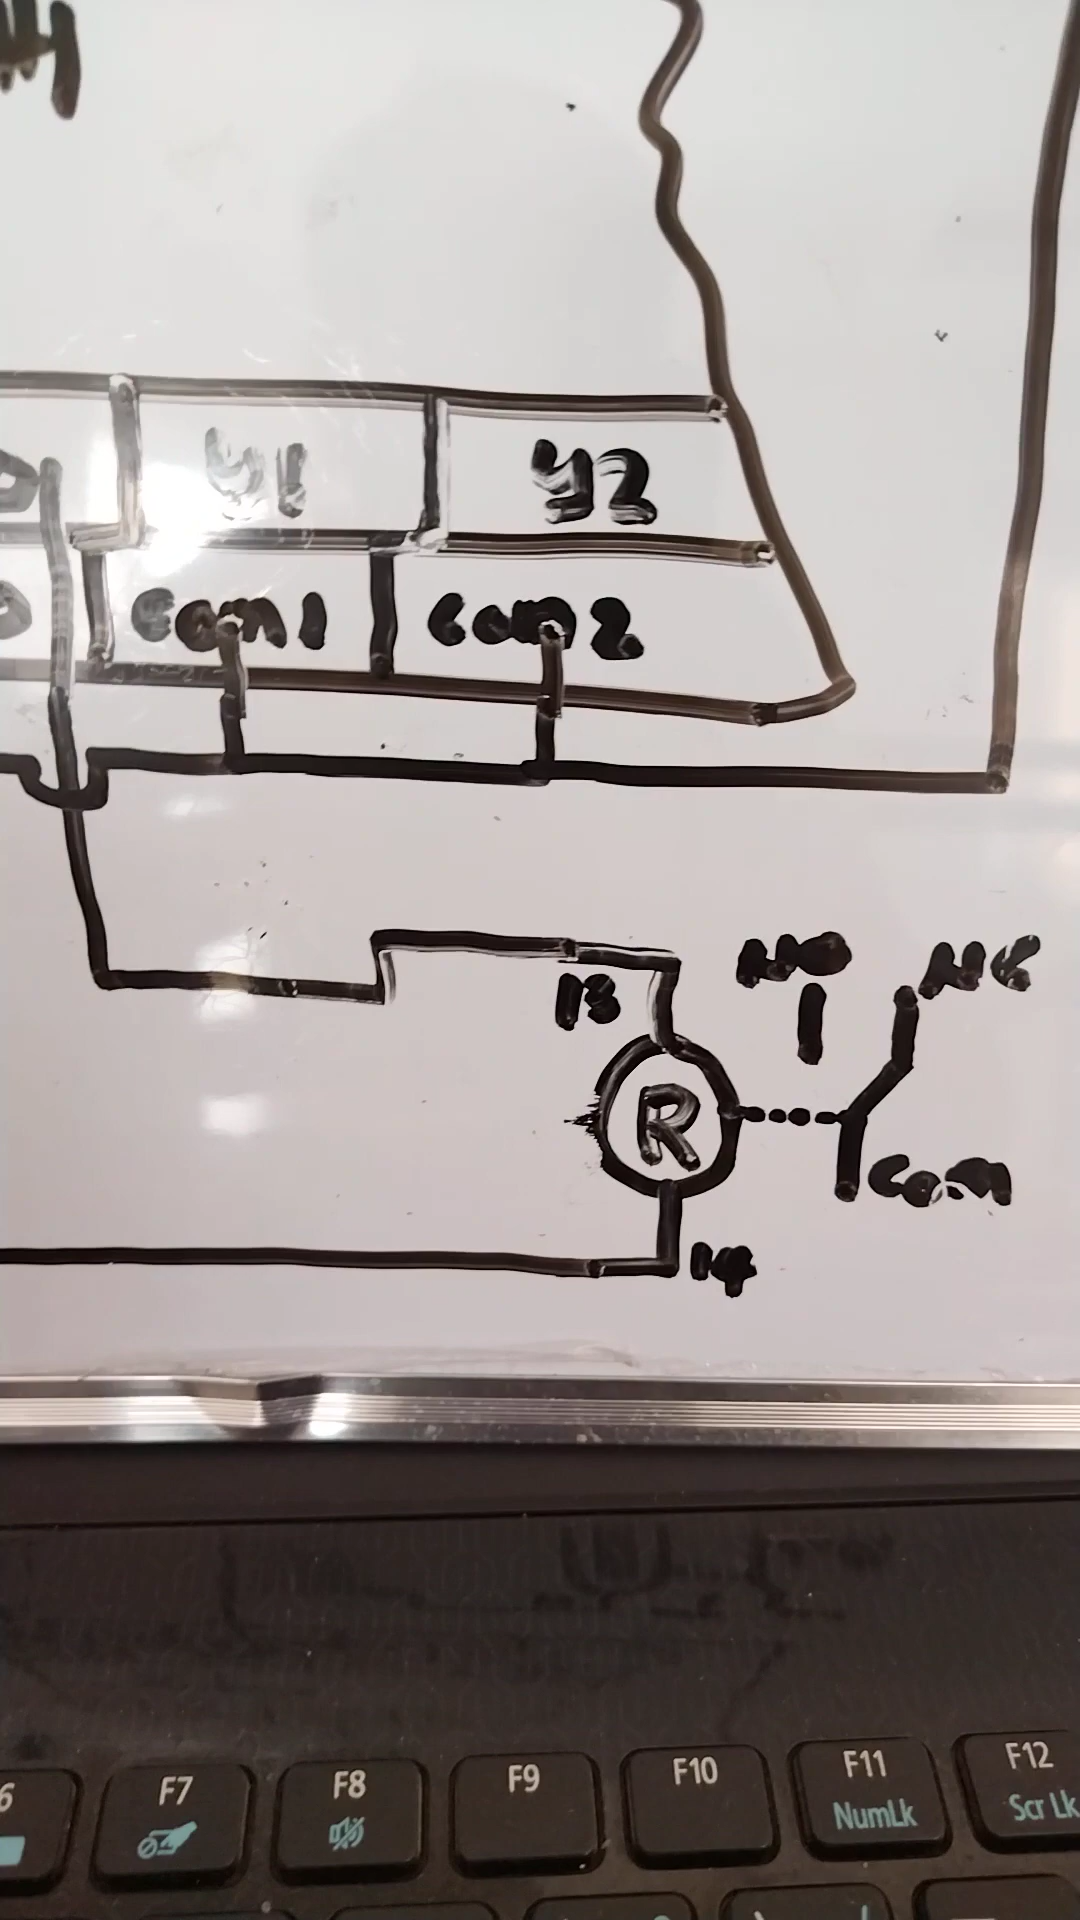 Y1 Y2
COM1 COM2
NO NC
13
R
COM
14
F7 F8 F9 F10 F11 F12
NumLk Scr Lk